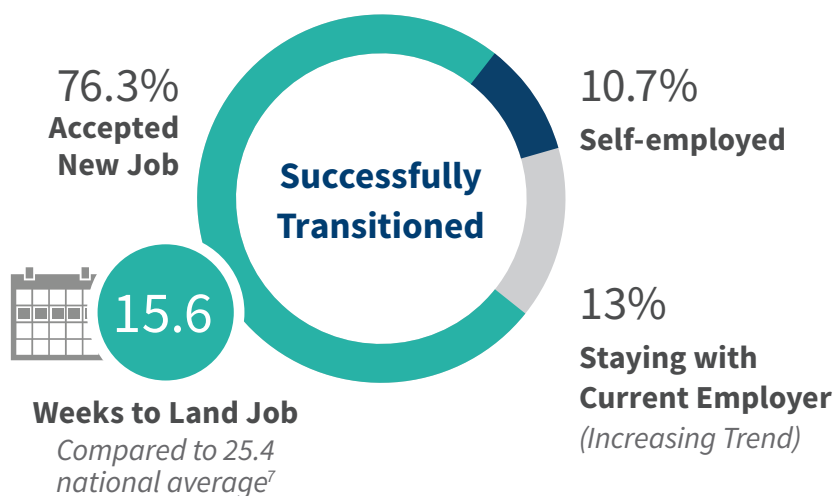 76.3%
Accepted
New Job
Successfully
Transitioned
10.7%
Self-employed
15.6
Weeks to Land Job
Compared to 25.4
national average7
13%
Staying with
Current Employer
(Increasing Trend)